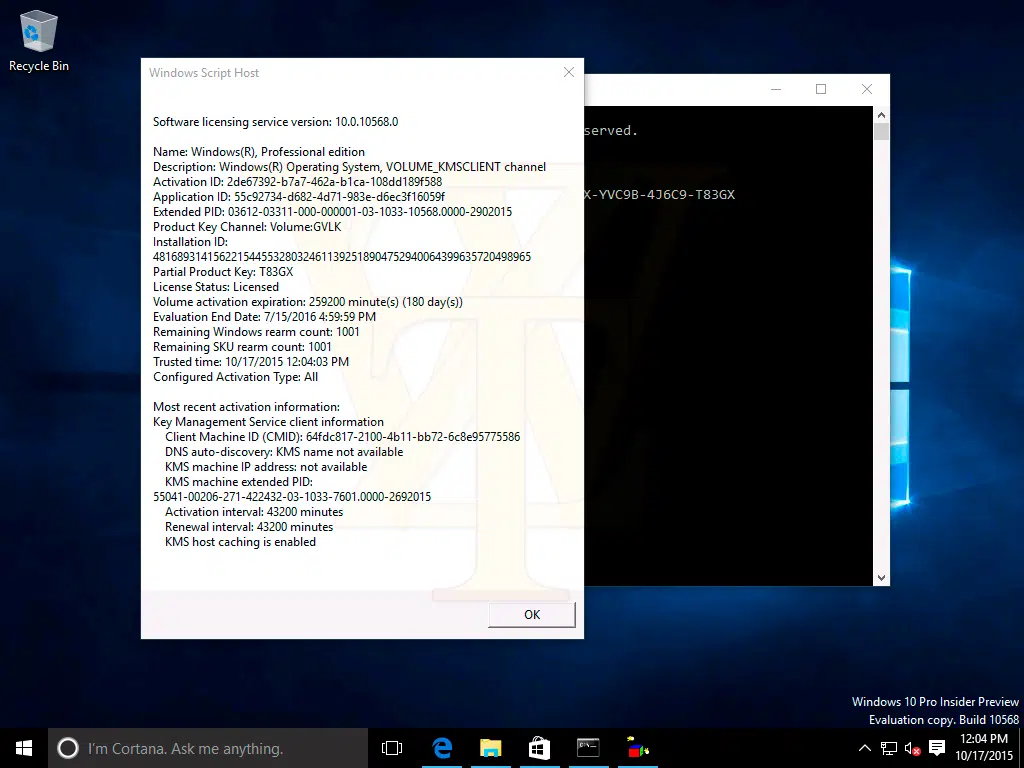 Recycle Bin
Windows Script Host
Software licensing service version: 10.0.10568.0
Name: Windows(R), Professional edition
Description: Windows(R) Operating System, VOLUME_KMSCLIENT channel
Activation ID: 2de67392-b7a7-462a-b1ca-108dd189f588
Application ID: 55c92734-d682-4d71-983e-d6ec3f16059f
Extended PID: 03612-03311-000-000001-03-1033-10568.0000-2902015
Product Key Channel: Volume:GVLK
Installation ID:
481689314156221544553280324611392518904752940064399635720498965
Partial Product Key: T83GX
License Status: Licensed
Volume activation expiration: 259200 minute(s) (180 day(s))
Evaluation End Date: 7/15/2016 4:59:59 PM
Remaining Windows rearm count: 1001
Remaining SKU rearm count: 1001
Trusted time: 10/17/2015 12:04:03 PM
Configured Activation Type: All
Most recent activation information:
Key Management Service client information
Client Machine ID (CMID): 64fdc817-2100-4b11-bb72-6c8e95775586
DNS auto-discovery: KMS name not available
KMS machine IP address: not available
KMS machine extended PID:
55041-00206-271-422432-03-1033-7601.0000-2692015
Activation interval: 43200 minutes
Renewal interval: 43200 minutes
KMS host caching is enabled
OK
served.
X-YVC9B-4J6C9-T83GX
Windows 10 Pro Insider Preview
Evaluation copy. Build 10568
I'm Cortana. Ask me anything.
12:04 PM
10/17/2015